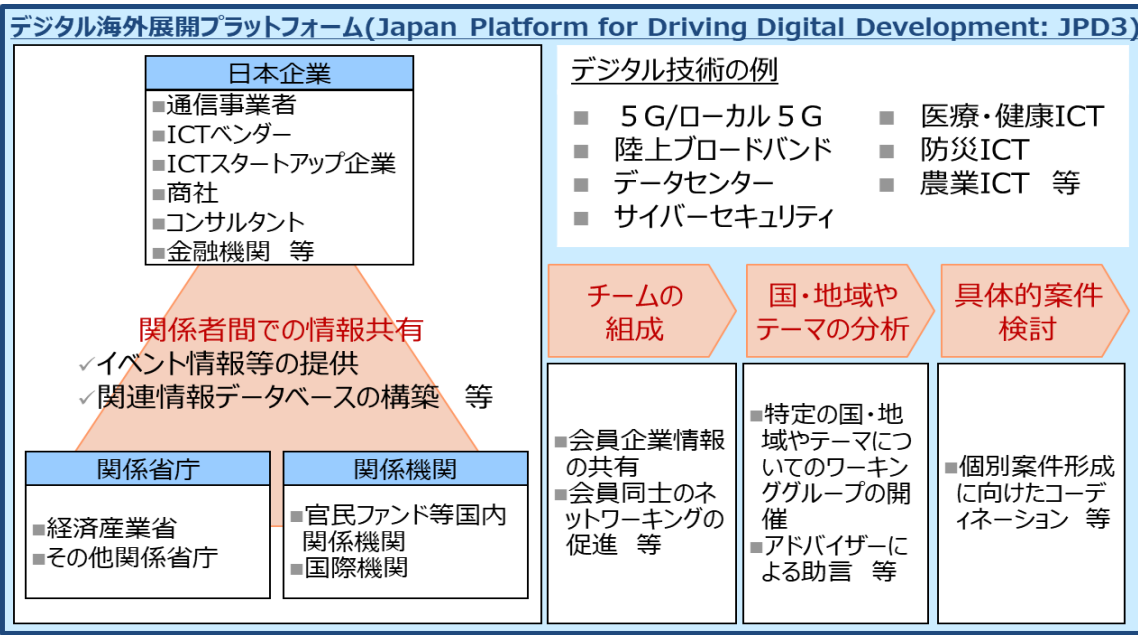 デジタル海外展開プラットフォーム(Japan Platform for Driving Digital Development: JPD3)
日本企業
■通信事業者
■ICTベンダー
■ICTスタートアップ企業
■商社
■コンサルタント
■金融機関　等
関係者間での情報共有
✓イベント情報等の提供
✓関連情報データベースの構築　等
関係省庁
■経済産業省
■その他関係省庁
関係機関
■官民ファンド等国内
関係機関
■国際機関
デジタル技術の例
■ ５G/ローカル５G
■ 陸上ブロードバンド
■ データセンター
■ サイバーセキュリティ
■ 医療・健康ICT
■ 防災ICT
■ 農業ICT　等
チームの
組成
■会員企業情報
の共有
■会員同士のネ
ットワーキングの
促進　等
国・地域や
テーマの分析
■特定の国・地
域やテーマにつ
いてのワーキン
ググループの開
催
■アドバイザーに
よる助言　等
具体的案件
検討
■個別案件形成
に向けたコーデ
ィネーション　等